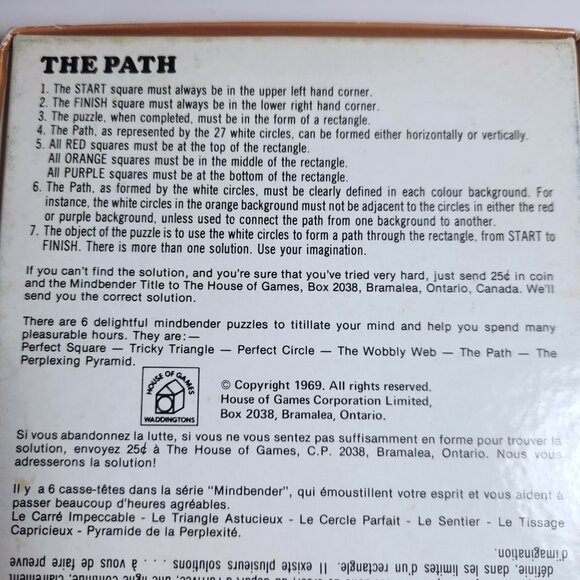 THE PATH
1. The START square must always be in the upper left hand corner.
2. The FINISH square must always be in the lower right hand corner.
3. The puzzle, when completed, must be in the form of a rectangle.
4. The Path, as represented by the 27 white circles, can be formed either horizontally or vertically.
5. All RED squares must be at the top of the rectangle.
All ORANGE squares must be in the middle of the rectangle.
All PURPLE squares must be at the bottom of the rectangle.
6. The Path, as formed by the white circles, must be clearly defined in each colour background. For
instance, the white circles in the orange background must not be adjacent to the circles in either the red
or purple background, unless used to connect the path from one background to another.
7. The object of the puzzle is to use the white circles to form a path through the rectangle, from START to
FINISH. There is more than one solution. Use your imagination.
If you can't find the solution, and you're sure that you've tried very hard, just send 25¢ in coin
and the Mindbender Title to The House of Games, Box 2038, Bramalea, Ontario, Canada. We'll
send you the correct solution.
There are 6 delightful mindbender puzzles to titillate your mind and help you spend many
pleasurable hours. They are:—
Perfect Square — Tricky Triangle — Perfect Circle — The Wobbly Web — The Path — The
Perplexing Pyramid.
HOUSE OF GAMES
WADDINGTONS
© Copyright 1969. All rights reserved.
House of Games Corporation Limited,
Box 2038, Bramalea, Ontario.
Si vous abandonnez la lutte, si vous ne vous sentez pas suffisamment en forme pour trouver la
solution, envoyez 25¢ à The House of Games, C.P. 2038, Bramalea, Ontario. Nous vous
adresserons la solution!
Il y a 6 casse-têtes dans la série "Mindbender", qui émoustillent votre esprit et vous aident à
passer beaucoup d'heures agréables.
Le Carré Impeccable - Le Triangle Astucieux - Le Cercle Parfait - Le Sentier - Le Tissage
Capricieux - Pyramide de la Perplexité.
définie, dans les limites d'un rectangle. Il existe plusieurs solutions . . . . à vous de faire preuve
d'imagination.